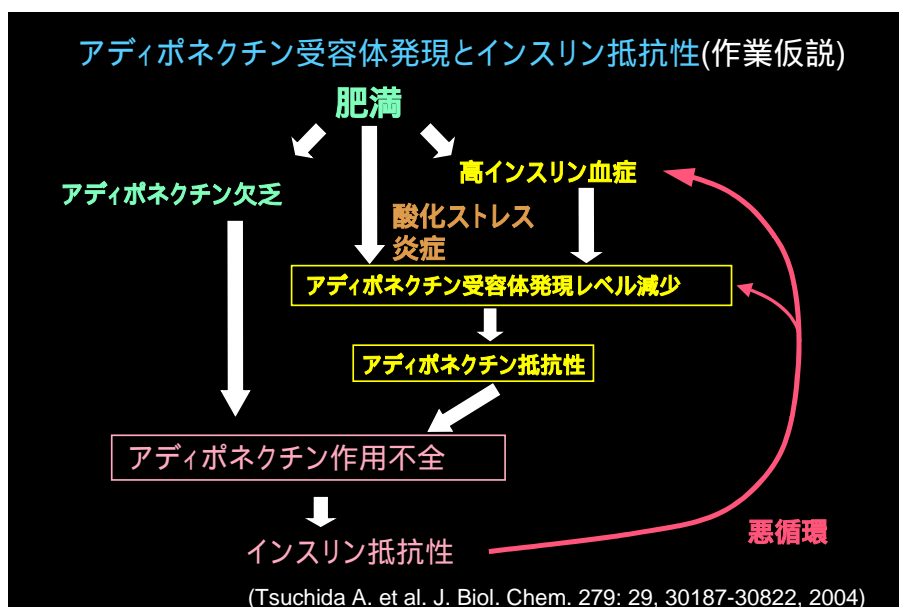 アディポネクチン受容体発現とインスリン抵抗性(作業仮説)
肥満
高インスリン血症
アディポネクチン欠乏
酸化ストレス
炎症
アディポネクチン受容体発現レベル減少
アディポネクチン抵抗性
アディポネクチン作用不全
悪循環
インスリン抵抗性
(Tsuchida A. et al. J. Biol. Chem. 279: 29, 30187-30822, 2004)